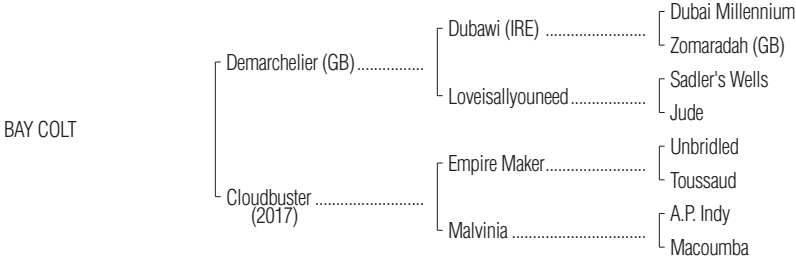 Dubai Millennium
Dubawi (IRE) ........................
Zomaradah (GB)
Demarchelier (GB)................
Sadler's Wells
Loveisallyouneed..................
Jude
BAY COLT
Unbridled
Empire Maker........................
Toussaud
Cloudbuster ..........................
(2017)
A.P. Indy
Malvinia ................................
Macoumba